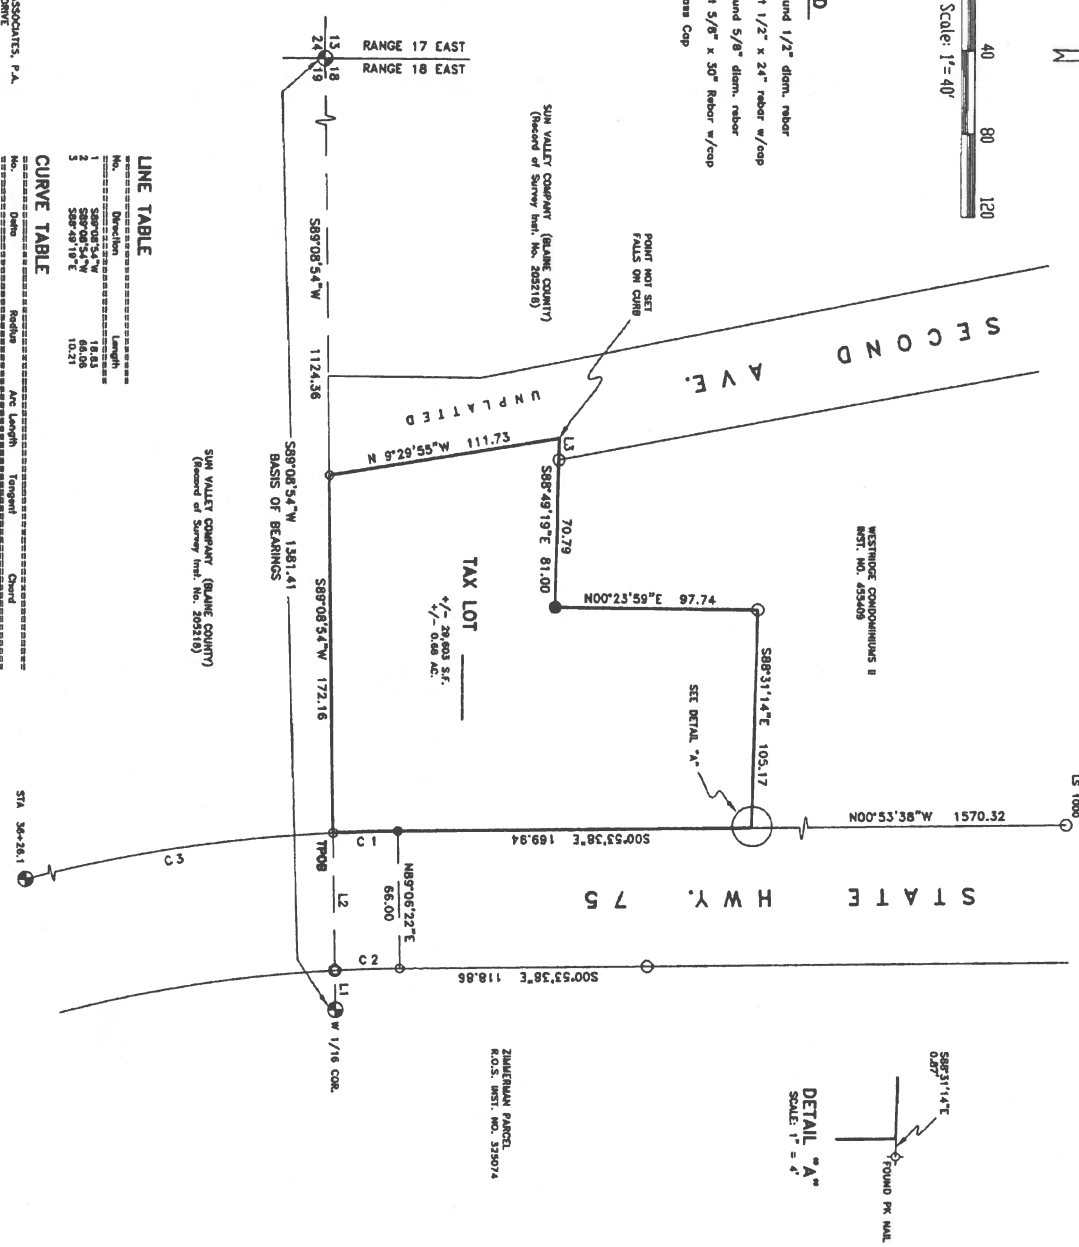 40 80 120
Scale: 1"=40'
D
und 1/2" diam. rebar
t 1/2" x 24" rebar w/cap
und 5/8" diam. rebar
t 5/8" x 30" Rebar w/cap
ass Cap
RANGE 17 EAST
RANGE 18 EAST
13 18
24 19
SUN VALLEY COMPANY (BLAINE COUNTY)
(Record of Survey Inst. No. 205218)
POINT NOT SET
FALLS ON CURB
SECOND AVE.
UNPLATTED
S89°08'54"W 1124.36
N 9°29'55"W 111.73
L3
70.79
S88°49'19"E 81.00
WESTRIDGE CONDOMINIUMS II
INST. NO. 455409
N00°23'59"E 97.74
S88°31'14"E 105.17
SEE DETAIL "A"
TAX LOT
+/- 29,603 S.F.
+/- 0.68 AC.
S89°08'54"W 172.16
S89°08'54"W 1381.41
BASIS OF BEARINGS
SUN VALLEY COMPANY (BLAINE COUNTY)
(Record of Survey Inst. No. 205218)
LS 1000
N00°53'38"W 1570.32
S00°53'38"E 169.94
C 1
TPOB
C 3
STA 36+26.1
STATE HWY. 75
N89°06'22"E
66.00
L2
C 2
S00°53'38"E 118.86
L1
W 1/16 COR.
ZIMMERMAN PARCEL
R.O.S. INST. NO. 325074
S88°31'14"E
0.87'
FOUND PK NAIL
DETAIL "A"
SCALE: 1" = 4'
LINE TABLE
No. Direction Length
1 S89°08'54"W 18.83
2 S89°08'54"W 66.06
3 S88°49'19"E 10.21
CURVE TABLE
No. Delta Radius Arc Length Tangent Chord
SSOCIATES, P.A.
DRIVE